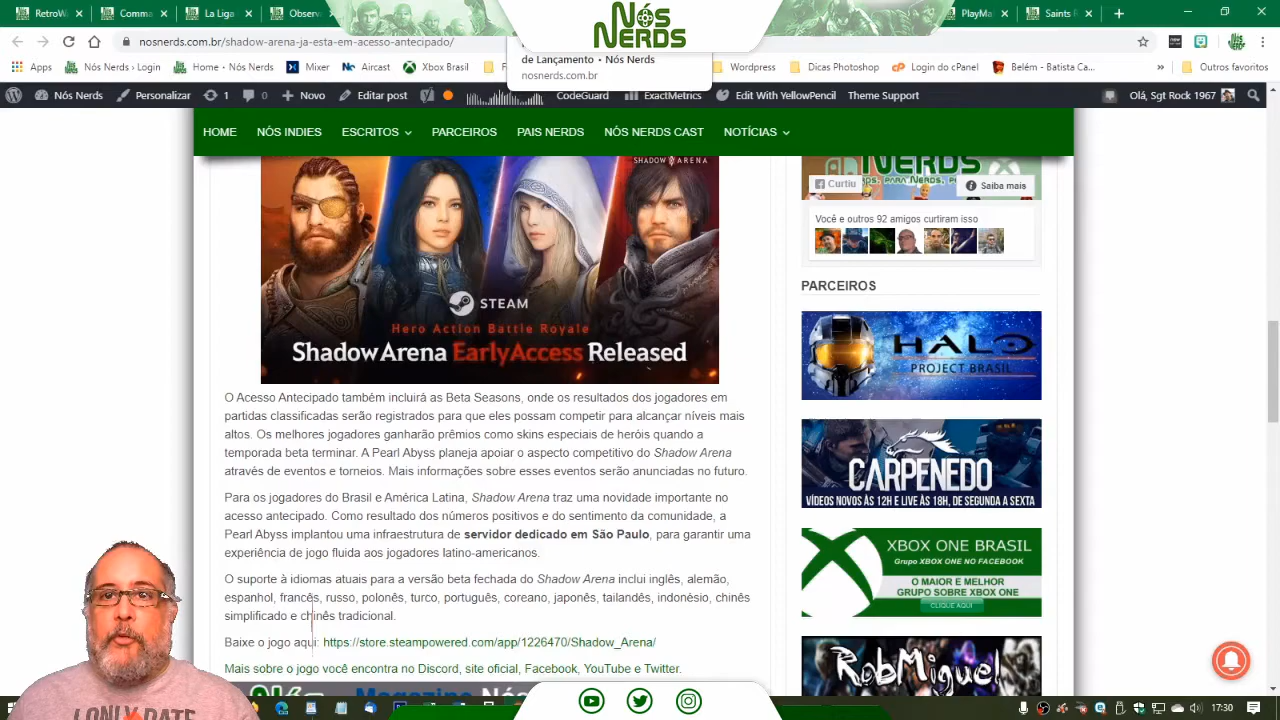 RetroW
Com
La Liga
Nós
NERDS
PlayMa
Saints
nosnerds.com.br/shadow-arena-ja-esta-em-acesso-antecipado/
de Lançamento • Nós Nerds
nosnerds.com.br
Apps
Nós Nerds › Login
Home • Nós Nerds
Mixer
Aircast
Xbox Brasil
Wordpress
Dicas Photoshop
Login do cPanel
Belém - Batista Ca...
Outros favoritos
Nós Nerds
Personalizar
1
0
Novo
Editar post
CodeGuard
ExactMetrics
Edit With YellowPencil
Theme Support
Olá, Sgt Rock 1967
HOME
NÓS INDIES
ESCRITOS
PARCEIROS
PAIS NERDS
NÓS NERDS CAST
NOTÍCIAS
SHADOW ARENA
STEAM
Hero Action Battle Royale
ShadowArena EarlyAccess Released
O Acesso Antecipado também incluirá as Beta Seasons, onde os resultados dos jogadores em
partidas classificadas serão registrados para que eles possam competir para alcançar níveis mais
altos. Os melhores jogadores ganharão prêmios como skins especiais de heróis quando a
temporada beta terminar. A Pearl Abyss planeja apoiar o aspecto competitivo do Shadow Arena
através de eventos e torneios. Mais informações sobre esses eventos serão anunciadas no futuro.
Para os jogadores do Brasil e América Latina, Shadow Arena traz uma novidade importante no
acesso antecipado. Como resultado dos números positivos e do sentimento da comunidade, a
Pearl Abyss implantou uma infraestrutura de servidor dedicado em São Paulo, para garantir uma
experiência de jogo fluida aos jogadores latino-americanos.
O suporte à idiomas atuais para a versão beta fechada do Shadow Arena inclui inglês, alemão,
espanhol, francês, russo, polonês, turco, português, coreano, japonês, tailandês, indonésio, chinês
simplificado e chinês tradicional.
Baixe o jogo aqui: https://store.steampowered.com/app/1226470/Shadow_Arena/
Mais sobre o jogo você encontra no Discord, site oficial, Facebook, YouTube e Twitter.
NERDS
Curtiu
Saiba mais
Você e outros 92 amigos curtiram isso
PARCEIROS
HALO
PROJECT BRASIL
CARPENEDO
VÍDEOS NOVOS ÀS 12H E LIVE ÀS 18H, DE SEGUNDA A SEXTA
XBOX ONE BRASIL
Grupo XBOX ONE NO FACEBOOK
O MAIOR E MELHOR
GRUPO SOBRE XBOX ONE
CLIQUE AQUI
RobMiguel
ONLY DATE
17:30